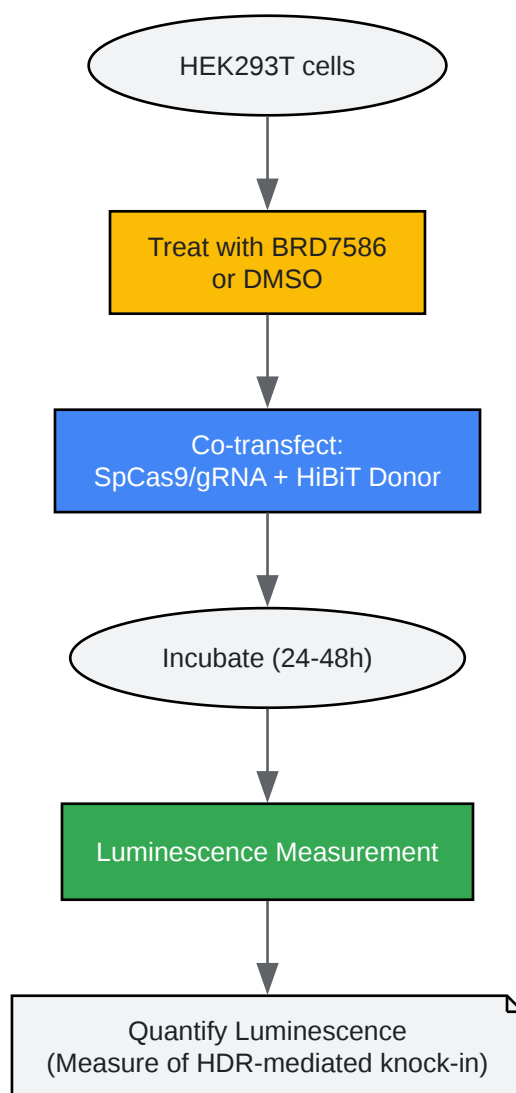 HEK293T cells
Treat with BRD7586
or DMSO
Co-transfect:
SpCas9/gRNA + HiBiT Donor
Incubate (24-48h)
Luminescence Measurement
Quantify Luminescence
(Measure of HDR-mediated knock-in)